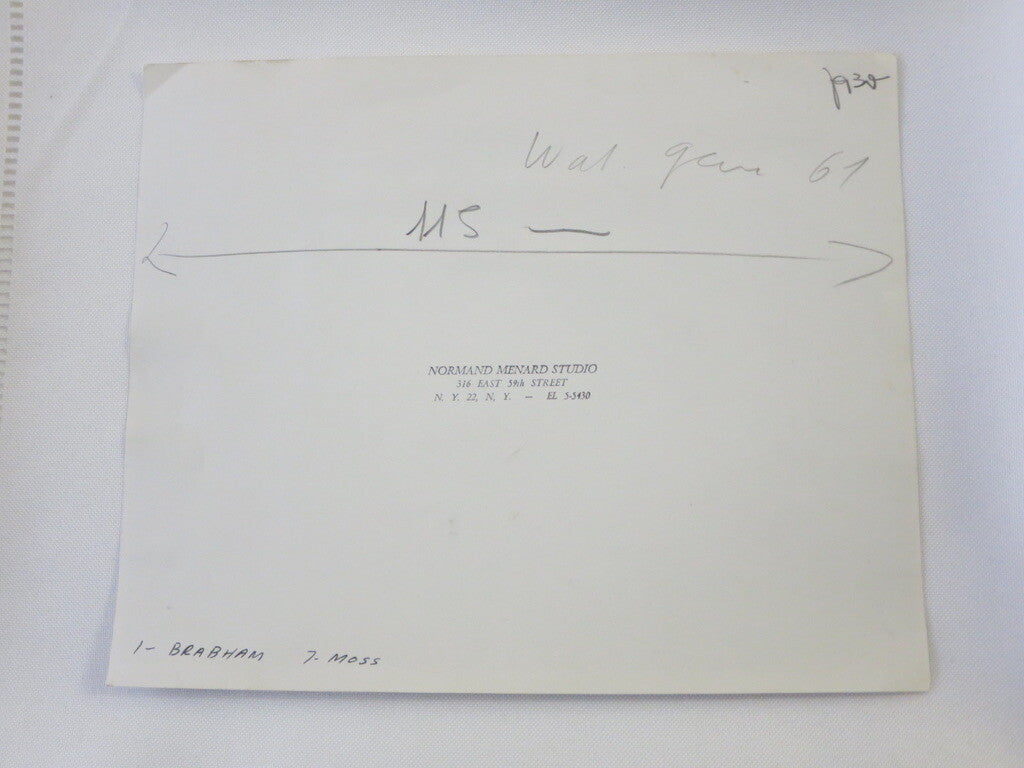 Wat. glen 61
115 —
NORMAND MENARD STUDIO
316 EAST 59th STREET
N. Y. 22, N. Y. — EL 5-5430
1- BRABHAM 7- MOSS